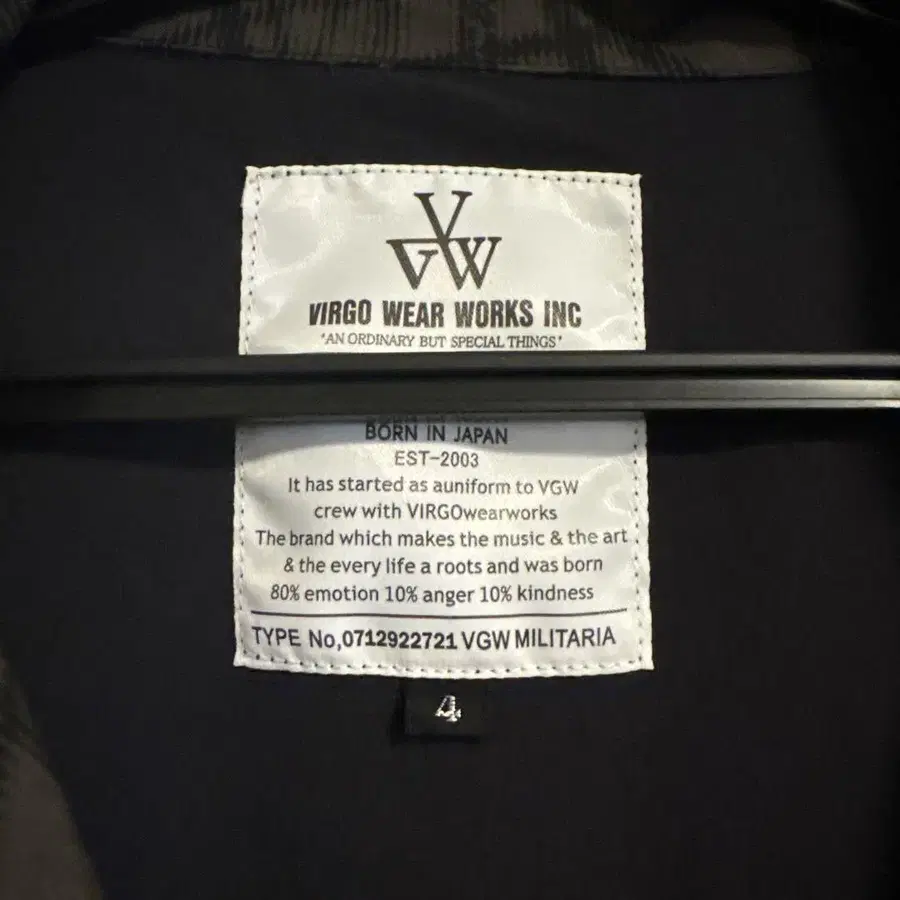 V
VGW
VIRGO WEAR WORKS INC
"AN ORDINARY BUT SPECIAL THINGS"
BORN IN JAPAN
EST-2003
It has started as auniform to VGW
crew with VIRGOwearworks
The brand which makes the music & the art
& the every life a roots and was born
80% emotion 10% anger 10% kindness
TYPE No,0712922721 VGW MILITARIA
4